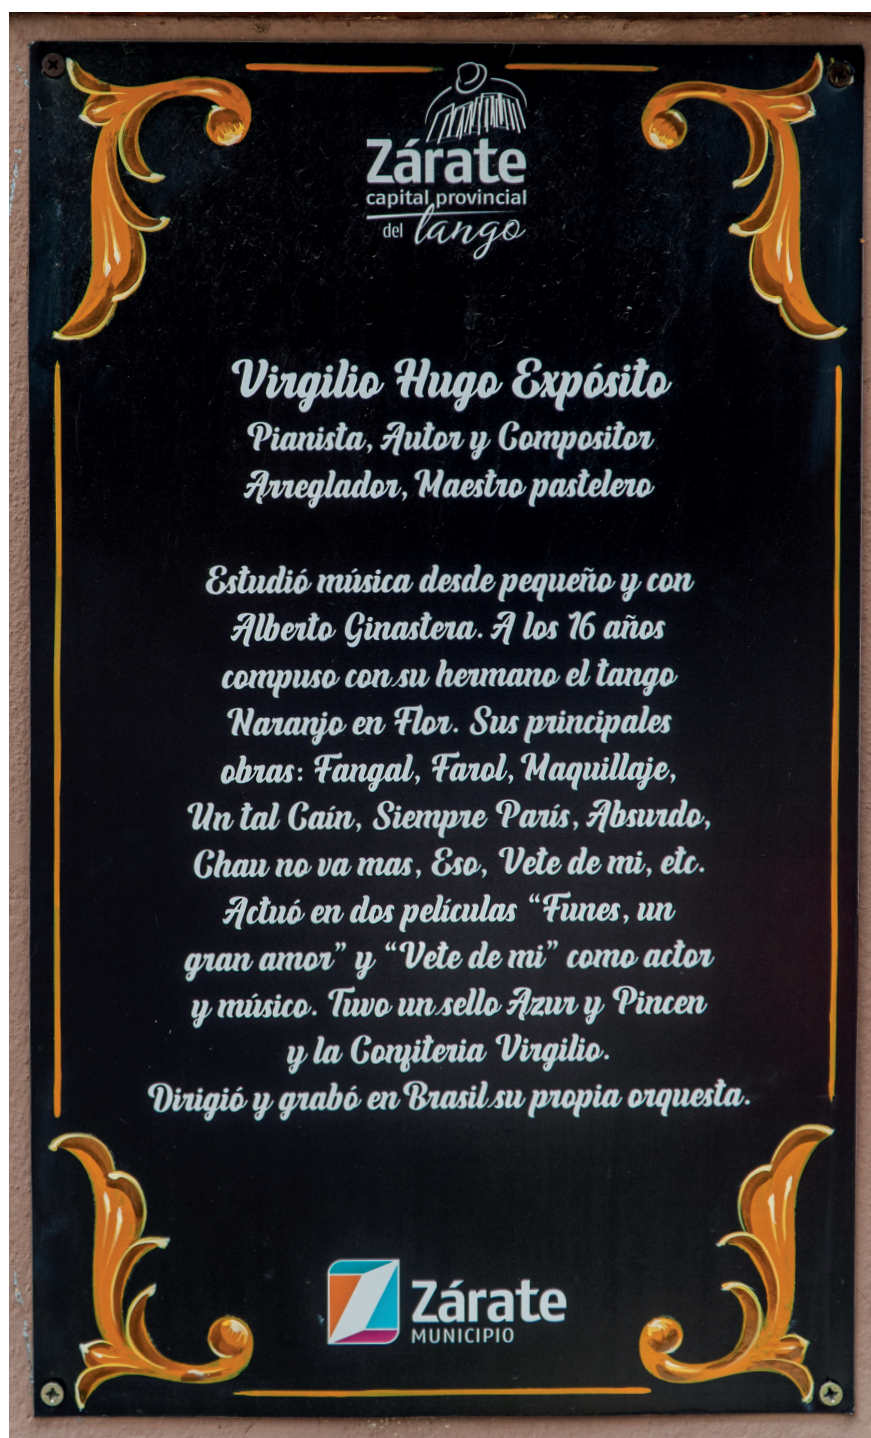 Zárate
capital provincial
del tango
Virgilio Hugo Expósito
Pianista, Autor y Compositor
Arreglador, Maestro pastelero
Estudió música desde pequeño y con
Alberto Ginastera. A los 16 años
compuso con su hermano el tango
Naranjo en Flor. Sus principales
obras: Fangal, Farol, Maquillaje,
Un tal Caín, Siempre París, Absurdo,
Chau no va mas, Eso, Vete de mi, etc.
Actuó en dos películas “Funes, un
gran amor” y “Vete de mi” como actor
y músico. Tuvo un sello Azur y Pincen
y la Confiteria Virgilio.
Dirigió y grabó en Brasil su propia orquesta.
Zárate
MUNICIPIO